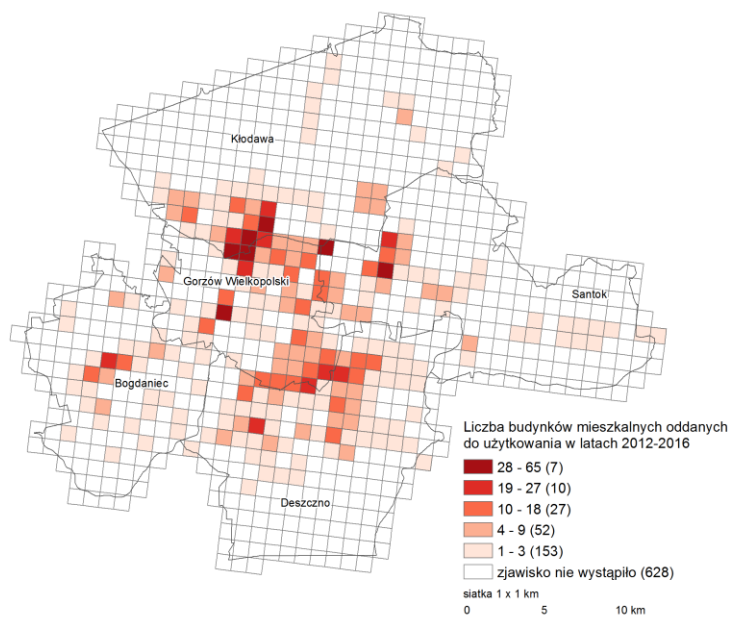 Kłodawa
Gorzów Wielkopolski
Santok
Bogdaniec
Deszczno
Liczba budynków mieszkalnych oddanych
do użytkowania w latach 2012-2016
28 - 65 (7)
19 - 27 (10)
10 - 18 (27)
4 - 9 (52)
1 - 3 (153)
zjawisko nie wystąpiło (628)
siatka 1 x 1 km
0 5 10 km